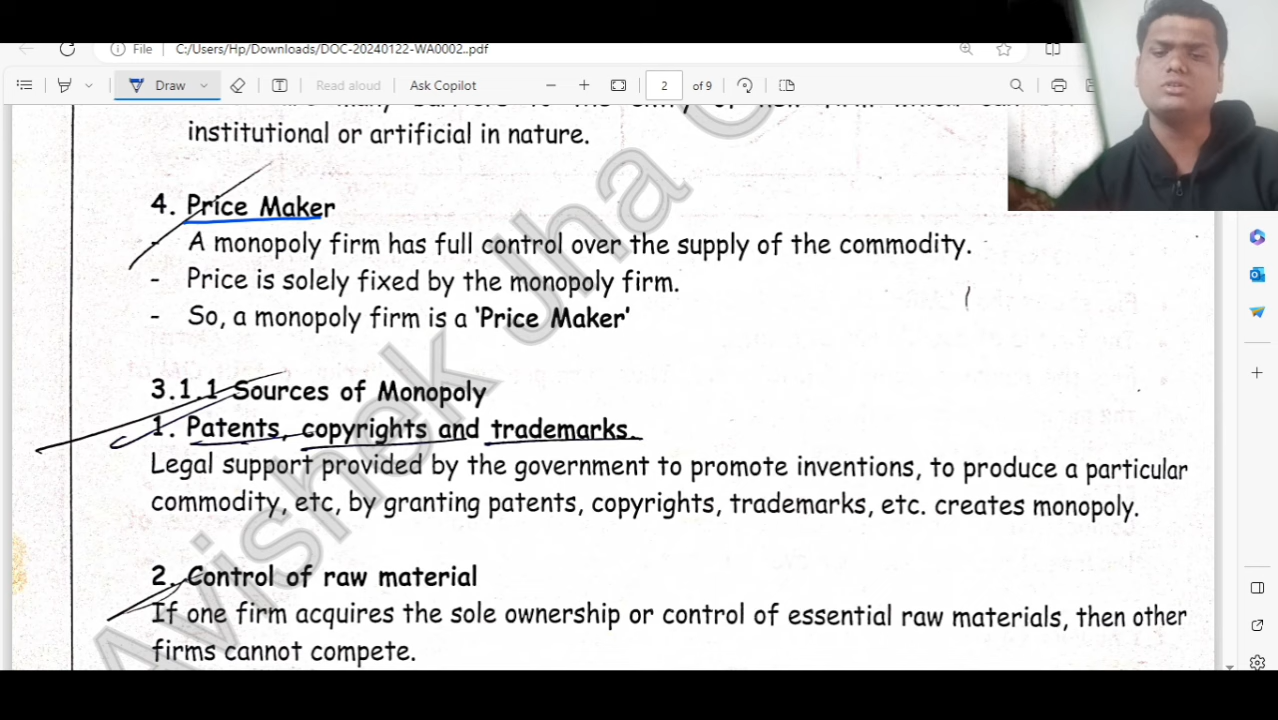 File C:/Users/Hp/Downloads/DOC-20240122-WA0002..pdf
Draw Read aloud Ask Copilot 2 of 9
institutional or artificial in nature.
4. Price Maker
- A monopoly firm has full control over the supply of the commodity.
- Price is solely fixed by the monopoly firm.
- So, a monopoly firm is a 'Price Maker'
3.1.1 Sources of Monopoly
1. Patents, copyrights and trademarks.
Legal support provided by the government to promote inventions, to produce a particular
commodity, etc, by granting patents, copyrights, trademarks, etc. creates monopoly.
2. Control of raw material
If one firm acquires the sole ownership or control of essential raw materials, then other
firms cannot compete.
Avishek Jha